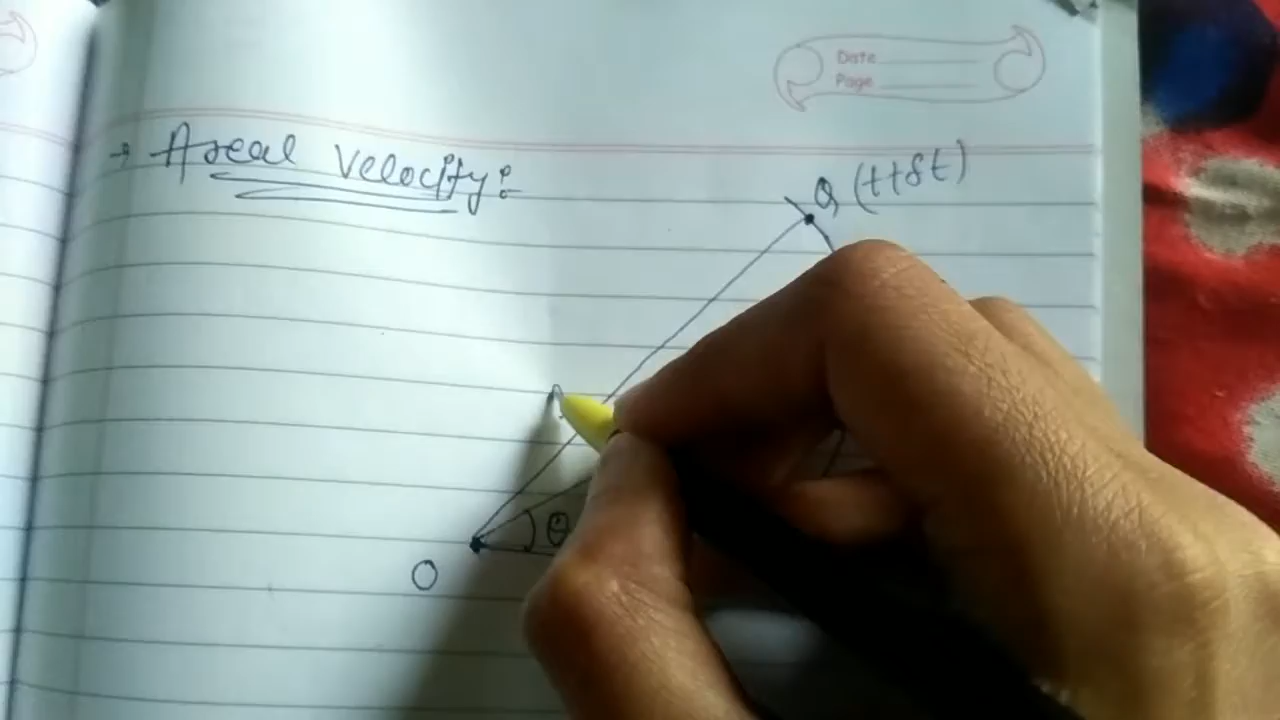 Date
Page
→ Areal Velocity:
Q (t+δt)
θ
O